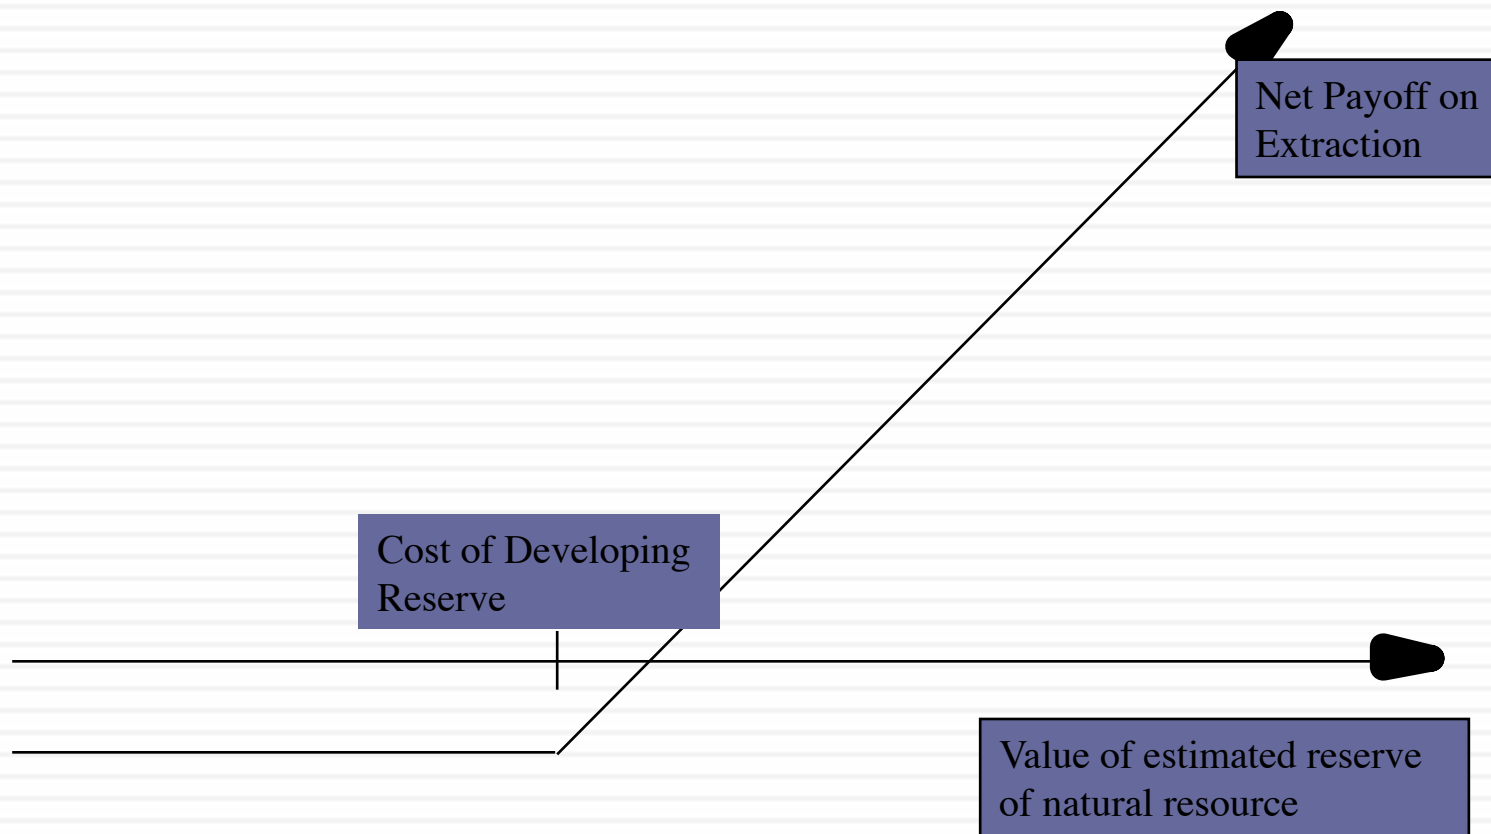 Net Payoff on
Extraction
Cost of Developing
Reserve
Value of estimated reserve
of natural resource